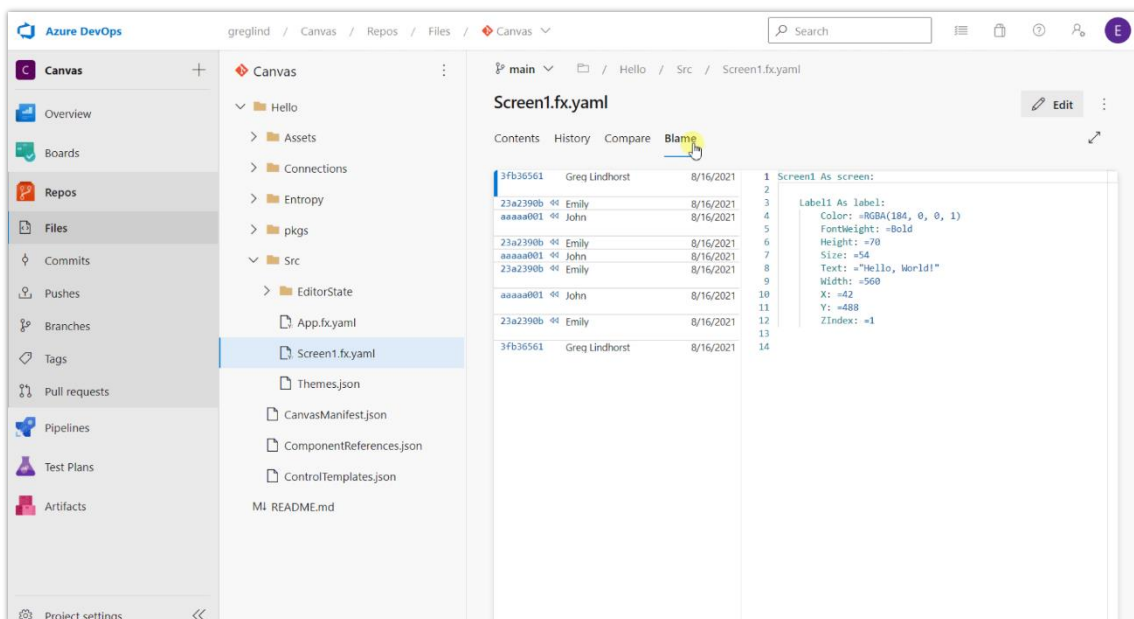 Azure DevOps
greglind / Canvas / Repos / Files / Canvas
Search
E
C Canvas
Overview
Boards
Repos
Files
Commits
Pushes
Branches
Tags
Pull requests
Pipelines
Test Plans
Artifacts
Project settings
Canvas
Hello
Assets
Connections
Entropy
pkgs
Src
EditorState
App.fx.yaml
Screen1.fx.yaml
Themes.json
CanvasManifest.json
ComponentReferences.json
ControlTemplates.json
M↓ README.md
main / Hello / Src / Screen1.fx.yaml
Screen1.fx.yaml
Edit
Contents History Compare Blame
3fb36561 Greg Lindhorst 8/16/2021
23a2390b Emily 8/16/2021
aaaaa001 John 8/16/2021
23a2390b Emily 8/16/2021
aaaaa001 John 8/16/2021
23a2390b Emily 8/16/2021
aaaaa001 John 8/16/2021
23a2390b Emily 8/16/2021
3fb36561 Greg Lindhorst 8/16/2021
1 Screen1 As screen:
2
3 Label1 As label:
4 Color: =RGBA(184, 0, 0, 1)
5 FontWeight: =Bold
6 Height: =70
7 Size: =54
8 Text: ="Hello, World!"
9 Width: =560
10 X: =42
11 Y: =488
12 ZIndex: =1
13
14